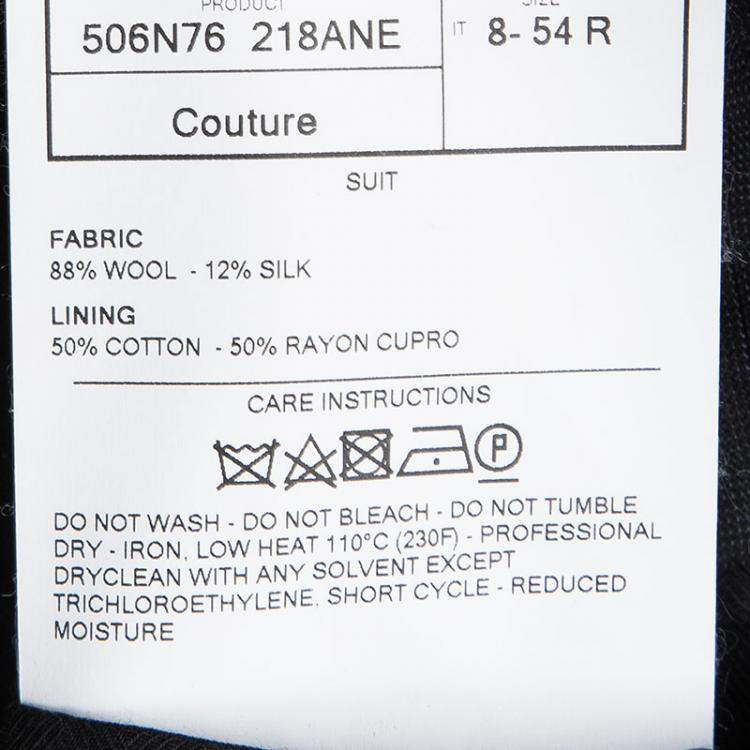 PRODUCT SIZE
506N76 218ANE IT 8- 54 R
Couture
SUIT
FABRIC
88% WOOL - 12% SILK
LINING
50% COTTON - 50% RAYON CUPRO
CARE INSTRUCTIONS
P
DO NOT WASH - DO NOT BLEACH - DO NOT TUMBLE
DRY - IRON, LOW HEAT 110°C (230F) - PROFESSIONAL
DRYCLEAN WITH ANY SOLVENT EXCEPT
TRICHLOROETHYLENE, SHORT CYCLE - REDUCED
MOISTURE